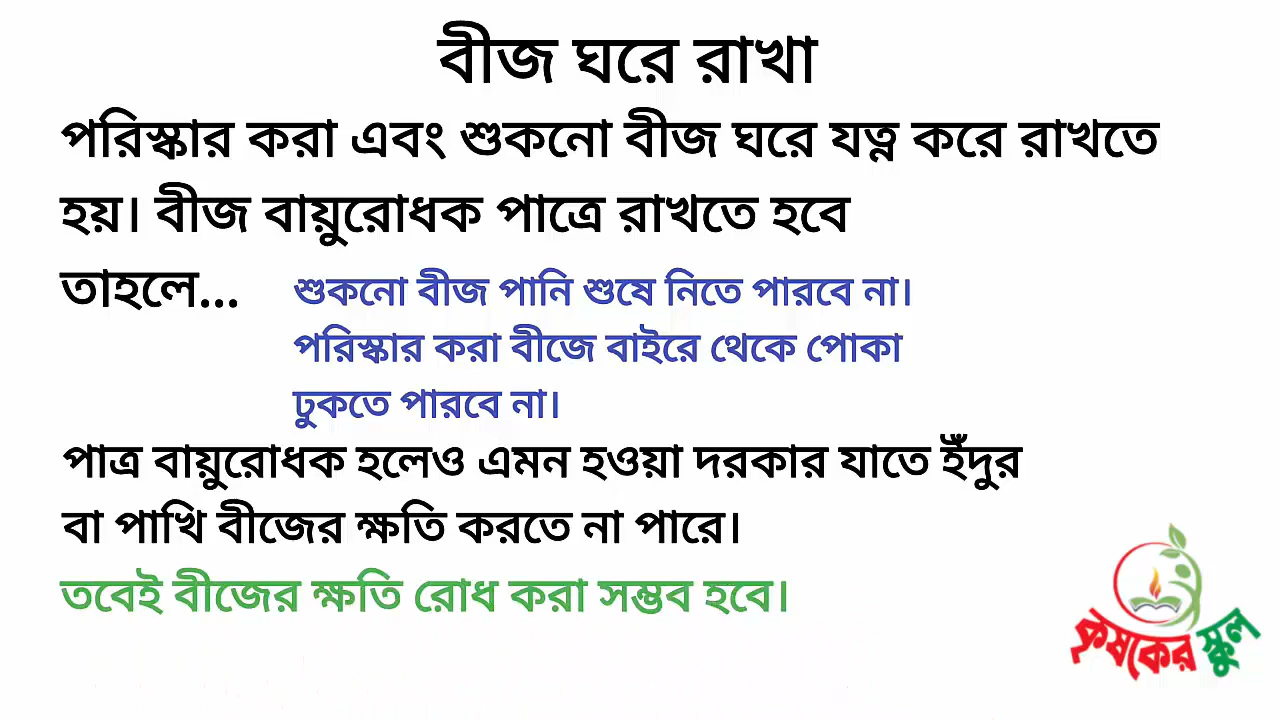 বীজ ঘরে রাখা
পরিস্কার করা এবং শুকনো বীজ ঘরে যত্ন করে রাখতে
হয়। বীজ বায়ুরোধক পাত্রে রাখতে হবে
তাহলে... শুকনো বীজ পানি শুষে নিতে পারবে না।
পরিস্কার করা বীজে বাইরে থেকে পোকা
ঢুকতে পারবে না।
পাত্র বায়ুরোধক হলেও এমন হওয়া দরকার যাতে ইঁদুর
বা পাখি বীজের ক্ষতি করতে না পারে।
তবেই বীজের ক্ষতি রোধ করা সম্ভব হবে।
কৃষকের স্কুল